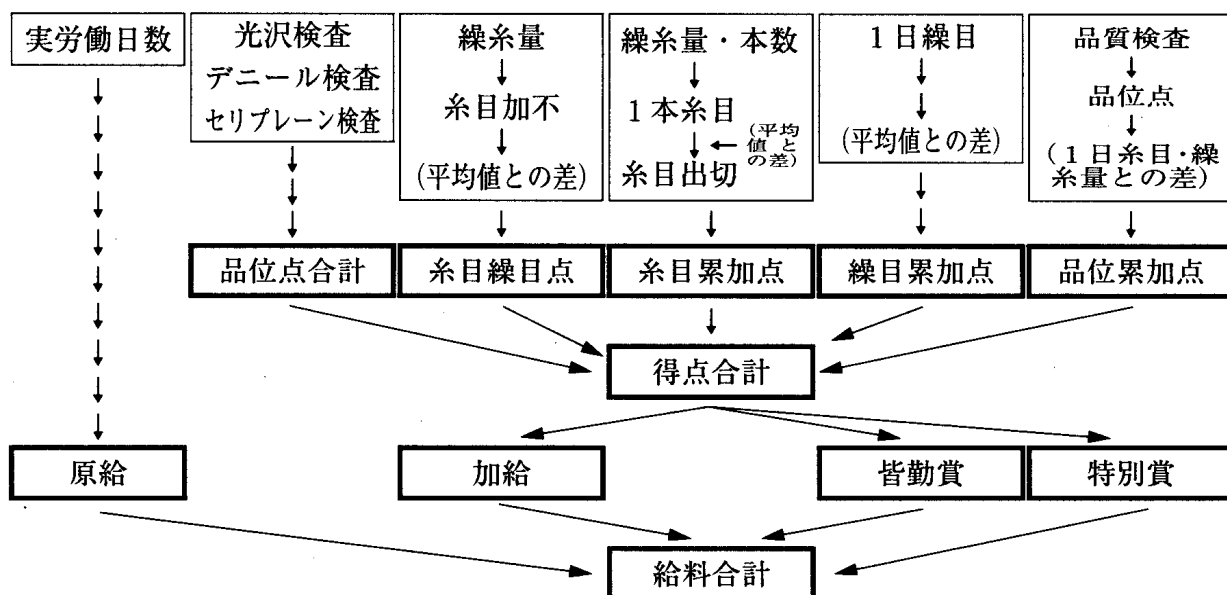 実労働日数
光沢検査
デニール検査
セリプレーン検査
繰糸量
糸目加不
(平均値との差)
繰糸量・本数
1本糸目
(平均
値と
の差)
糸目出切
1日繰目
(平均値との差)
品質検査
品位点
(1日糸目・繰
糸量との差)
品位点合計
糸目繰目点
糸目累加点
繰目累加点
品位累加点
得点合計
原給
加給
皆勤賞
特別賞
給料合計